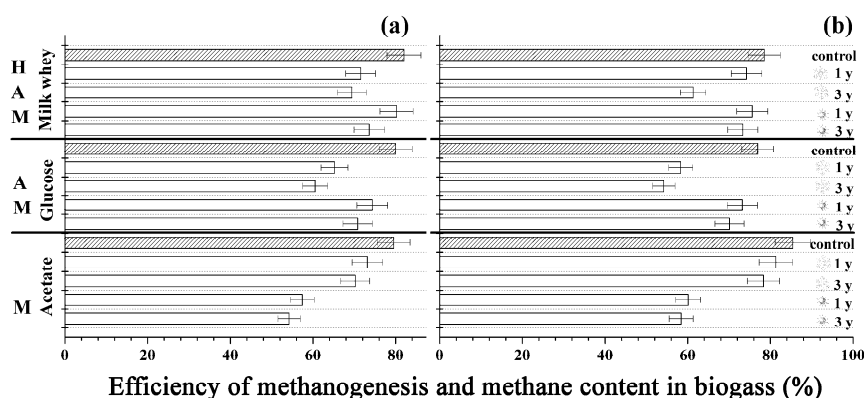 (a) (b)
H
A
M
Milk whey
control
1 y
3 y
1 y
3 y
A
M
Glucose
control
1 y
3 y
1 y
3 y
M
Acetate
control
1 y
3 y
1 y
3 y
0 20 40 60 80 0 20 40 60 80 100
Efficiency of methanogenesis and methane content in biogass (%)